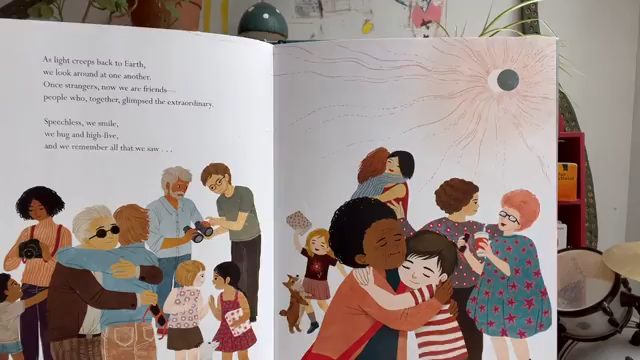 As light creeps back to Earth,
we look around at one another.
Once strangers, now we are friends—
people who, together, glimpsed the extraordinary.
Speechless, we smile,
we hug and high-five,
and we remember all that we saw . . .